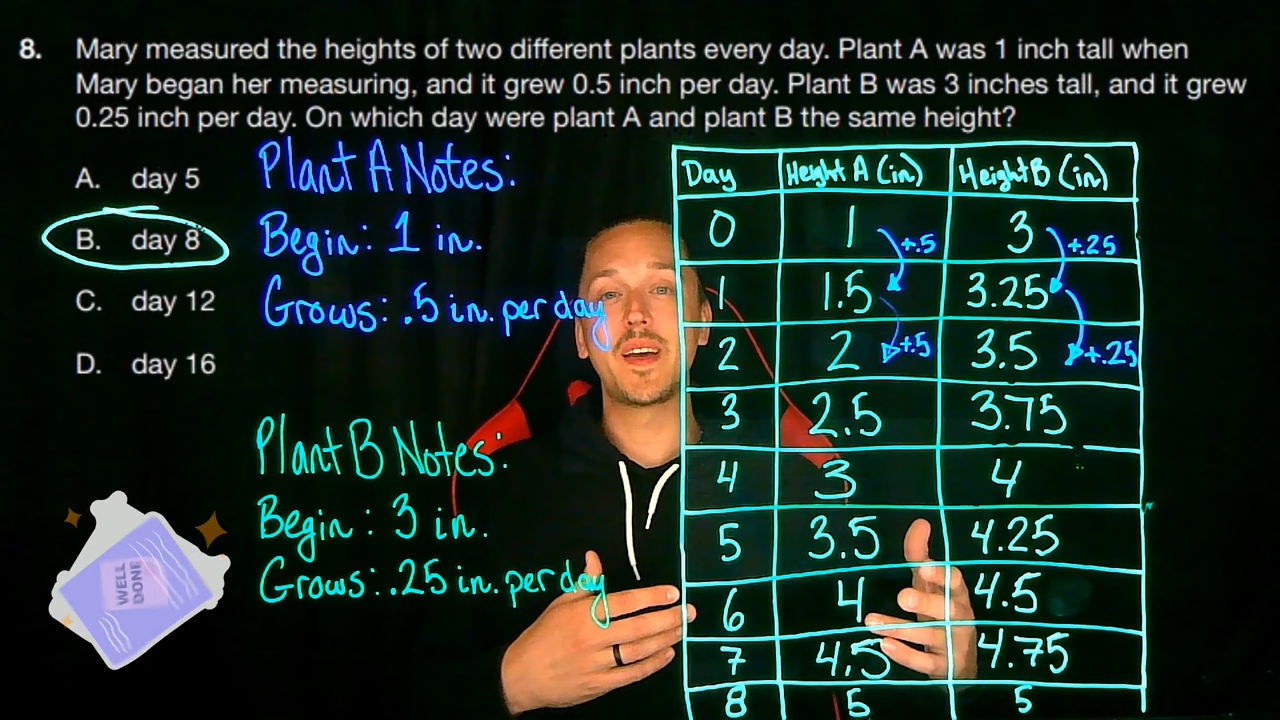 8. Mary measured the heights of two different plants every day. Plant A was 1 inch tall when
Mary began her measuring, and it grew 0.5 inch per day. Plant B was 3 inches tall, and it grew
0.25 inch per day. On which day were plant A and plant B the same height?
A. day 5
B. day 8
C. day 12
D. day 16
Plant A Notes:
Begin: 1 in.
Grows: .5 in. per day
Plant B Notes:
Begin: 3 in.
Grows: .25 in. per day
WELL
DONE
Day Height A (in) Height B (in)
0 1 3
+.5 +.25
1 1.5 3.25
2 2 +.5 3.5 +.25
3 2.5 3.75
4 3 4
5 3.5 4.25
6 4 4.5
7 4.5 4.75
8 5 5